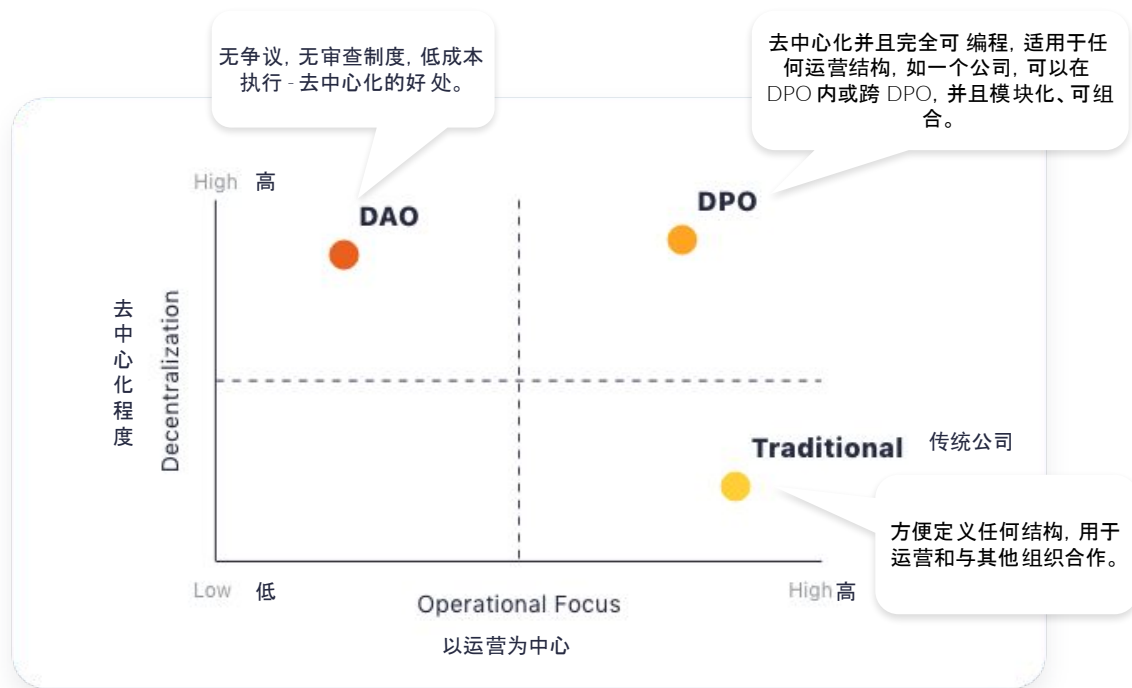 无争议, 无审查制度, 低成本
执行 - 去中心化的好处。
去中心化并且完全可编程, 适用于任
何运营结构, 如一个公司, 可以在
DPO 内或跨 DPO, 并且模块化、可组
合。
High 高
DAO
DPO
去中心化程度
Decentralization
Traditional 传统公司
方便定义任何结构, 用于
运营和与其他组织合作。
Low 低
High 高
Operational Focus
以运营为中心